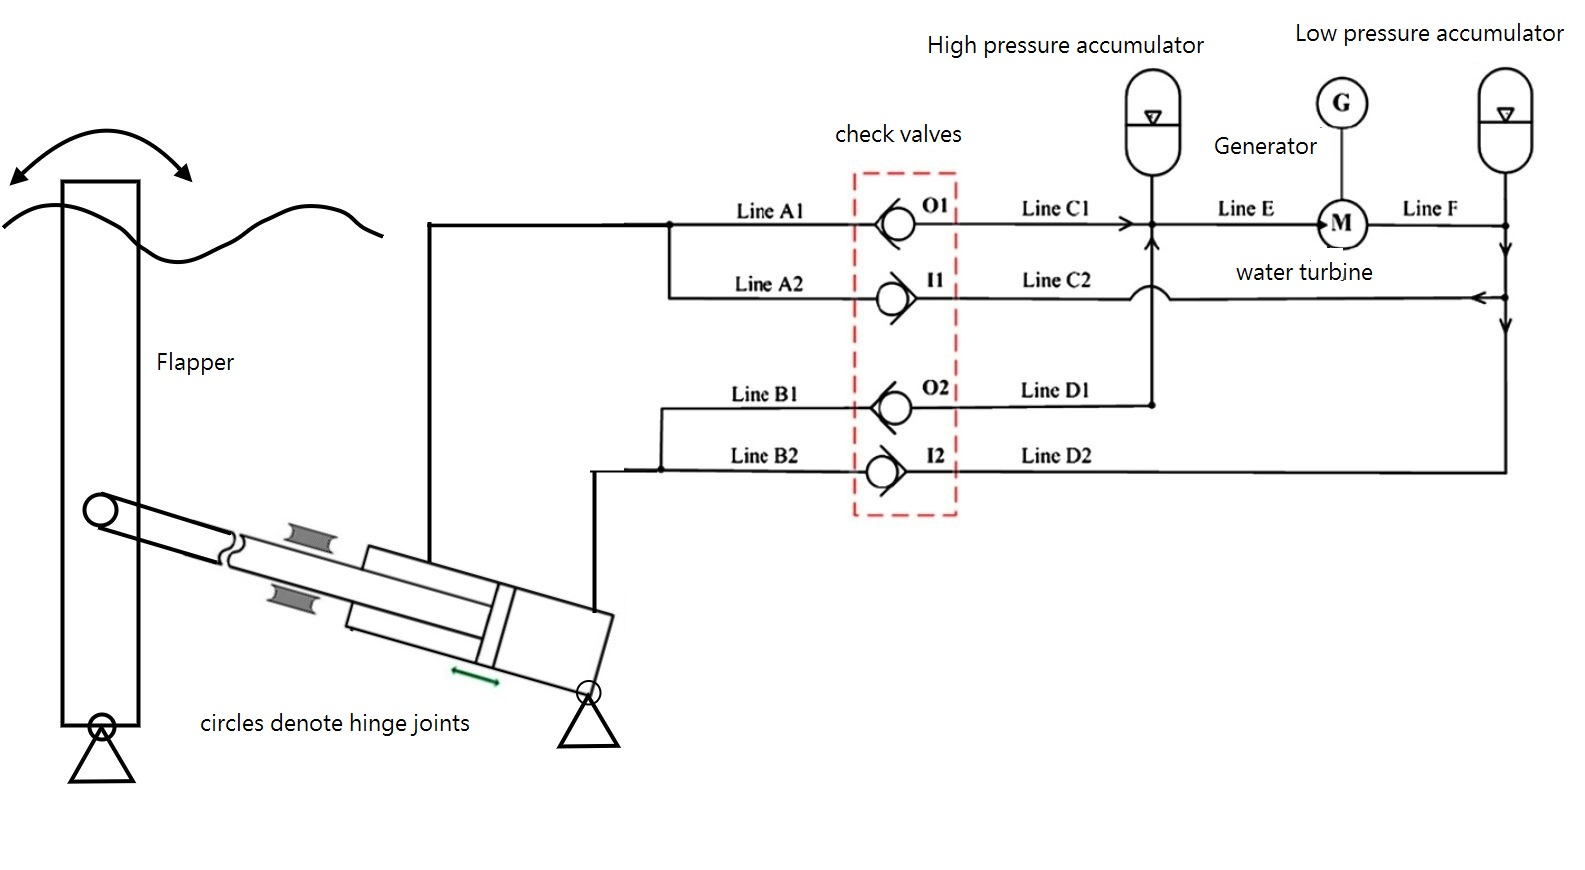 High pressure accumulator
Low pressure accumulator
G
check valves
Generator
Line A1
O1
Line C1
Line E
M
Line F
Line A2
I1
Line C2
water turbine
Flapper
Line B1
O2
Line D1
Line B2
I2
Line D2
circles denote hinge joints